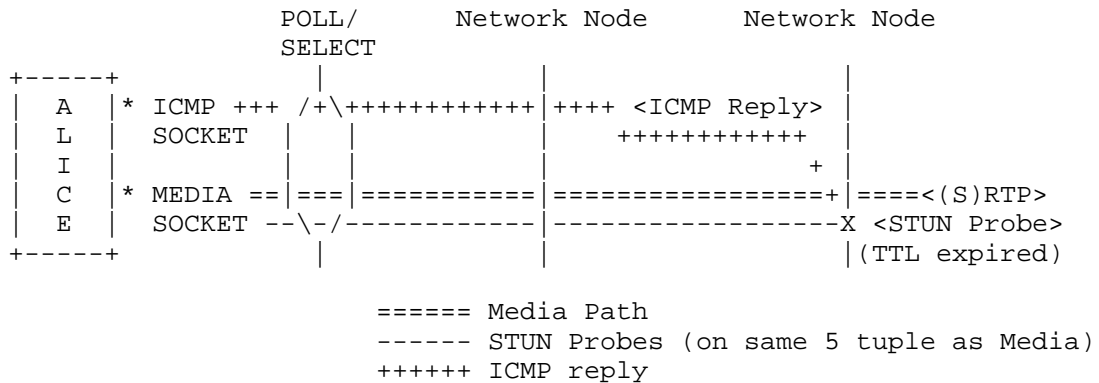 POLL/ Network Node Network Node
SELECT
A * ICMP <ICMP Reply>
L SOCKET
I
C * MEDIA <(S)RTP>
E SOCKET X <STUN Probe>
(TTL expired)
====== Media Path
------ STUN Probes (on same 5 tuple as Media)
++++++ ICMP reply